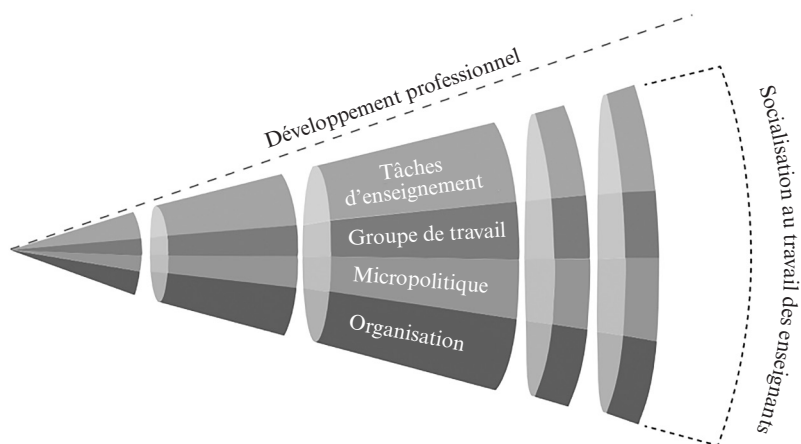 Développement professionnel
Tâches
d'enseignement
Groupe de travail
Micropolitique
Organisation
Socialisation au travail des enseignants